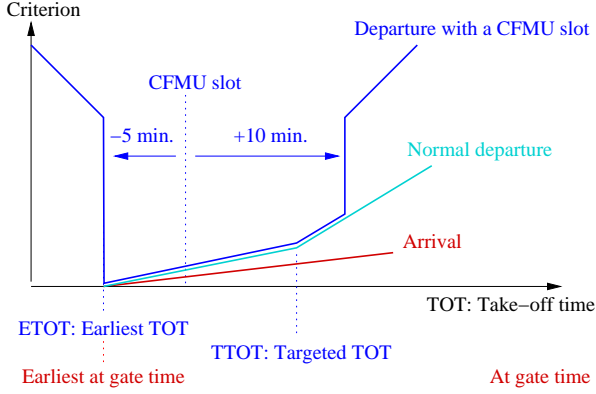 Criterion
Departure with a CFMU slot
CFMU slot
−5 min.
+10 min.
Normal departure
Arrival
TOT: Take−off time
ETOT: Earliest TOT
TTOT: Targeted TOT
Earliest at gate time
At gate time